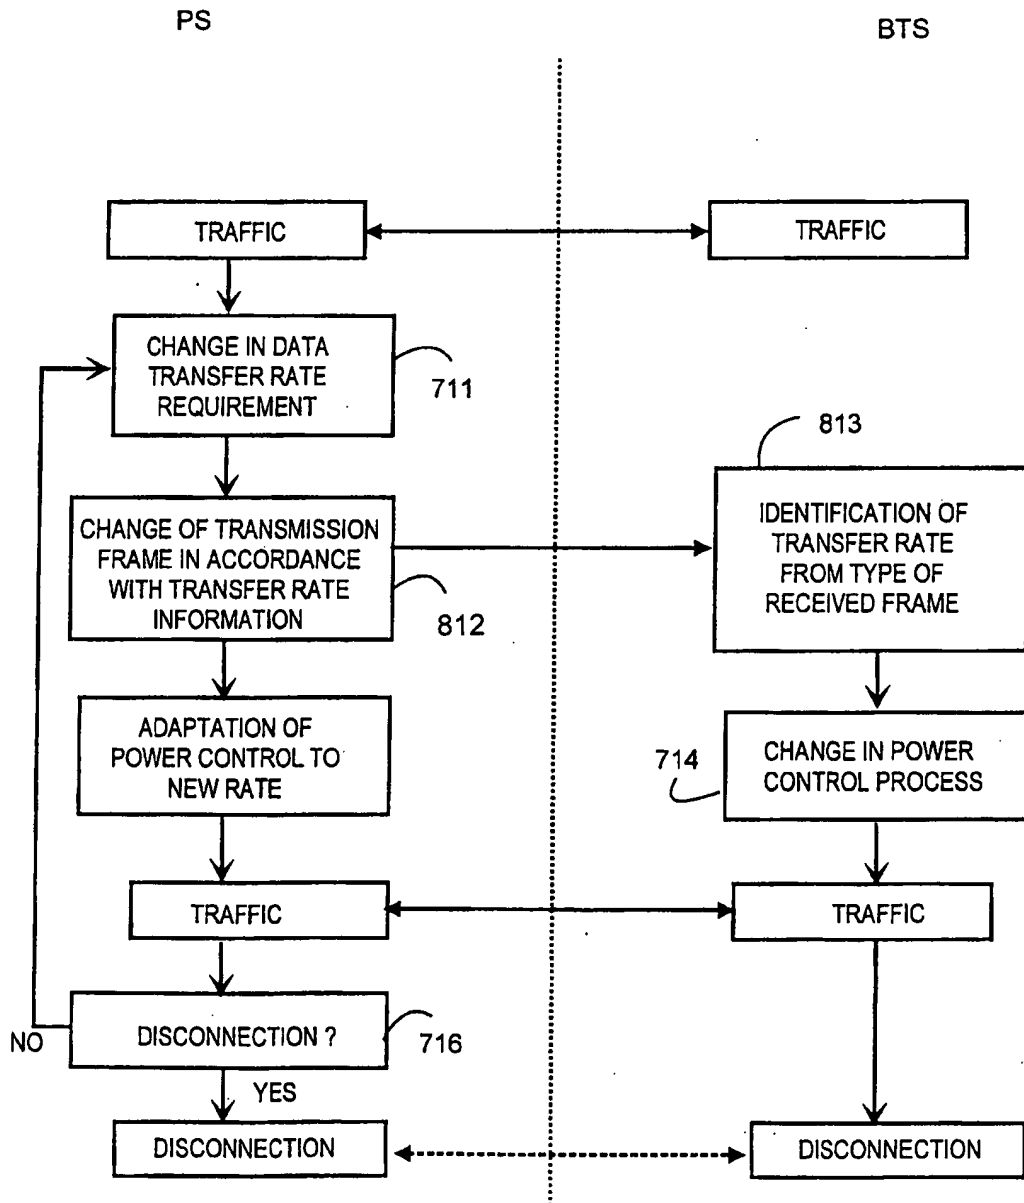 PS
BTS
TRAFFIC
TRAFFIC
CHANGE IN DATA
TRANSFER RATE
REQUIREMENT
711
813
CHANGE OF TRANSMISSION
FRAME IN ACCORDANCE
WITH TRANSFER RATE
INFORMATION
812
IDENTIFICATION OF
TRANSFER RATE
FROM TYPE OF
RECEIVED FRAME
ADAPTATION OF
POWER CONTROL TO
NEW RATE
714
CHANGE IN POWER
CONTROL PROCESS
TRAFFIC
TRAFFIC
NO
DISCONNECTION ?
716
YES
DISCONNECTION
DISCONNECTION